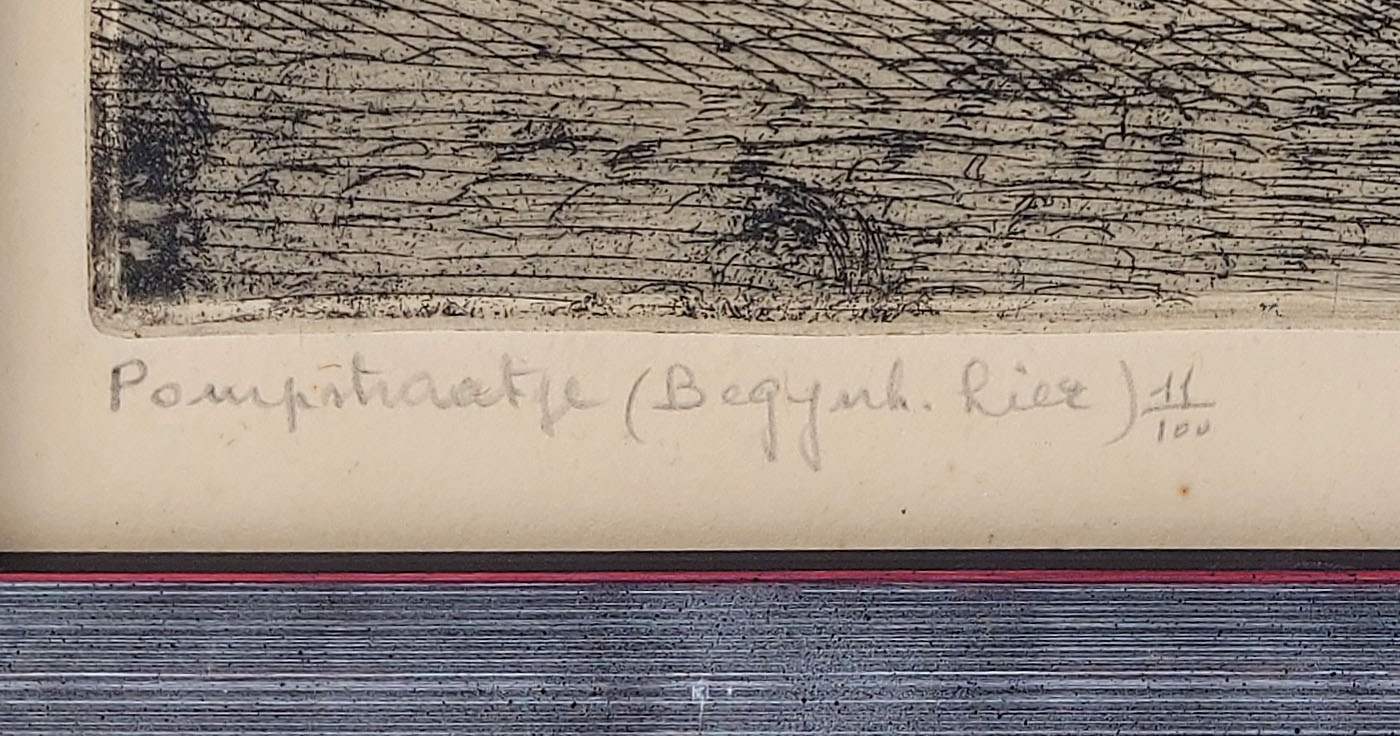 Pompstraatje (Begynh. Lier) 11/100